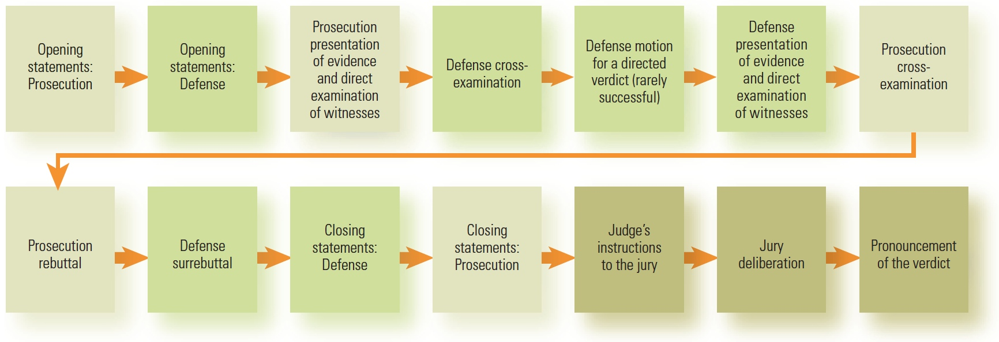 Opening
statements:
Prosecution
Opening
statements:
Defense
Prosecution
presentation
of evidence
and direct
examination
of witnesses
Defense cross-
examination
Defense motion
for a directed
verdict (rarely
successful)
Defense
presentation
of evidence
and direct
examination
of witnesses
Prosecution
cross-
examination
Prosecution
rebuttal
Defense
surrebuttal
Closing
statements:
Defense
Closing
statements:
Prosecution
Judge’s
instructions
to the jury
Jury
deliberation
Pronouncement
of the verdict